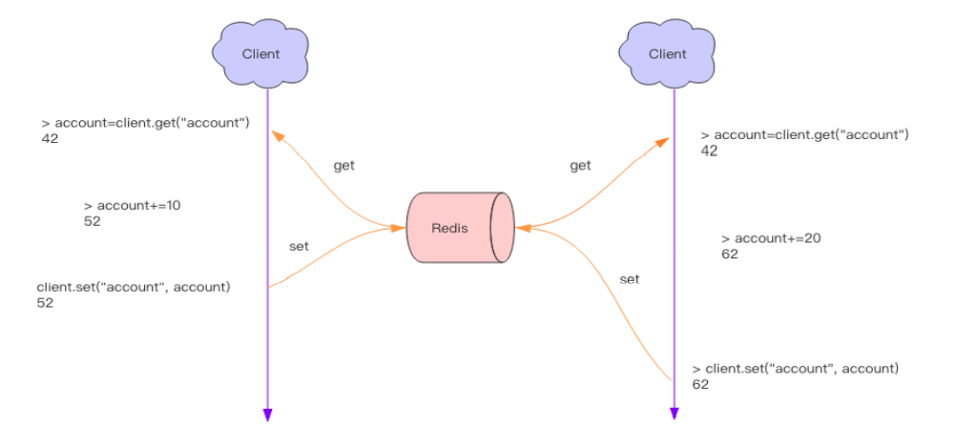 Client
Client
> account=client.get("account")
42
> account=client.get("account")
42
get
get
> account+=10
52
Redis
set
> account+=20
62
set
client.set("account", account)
52
> client.set("account", account)
62